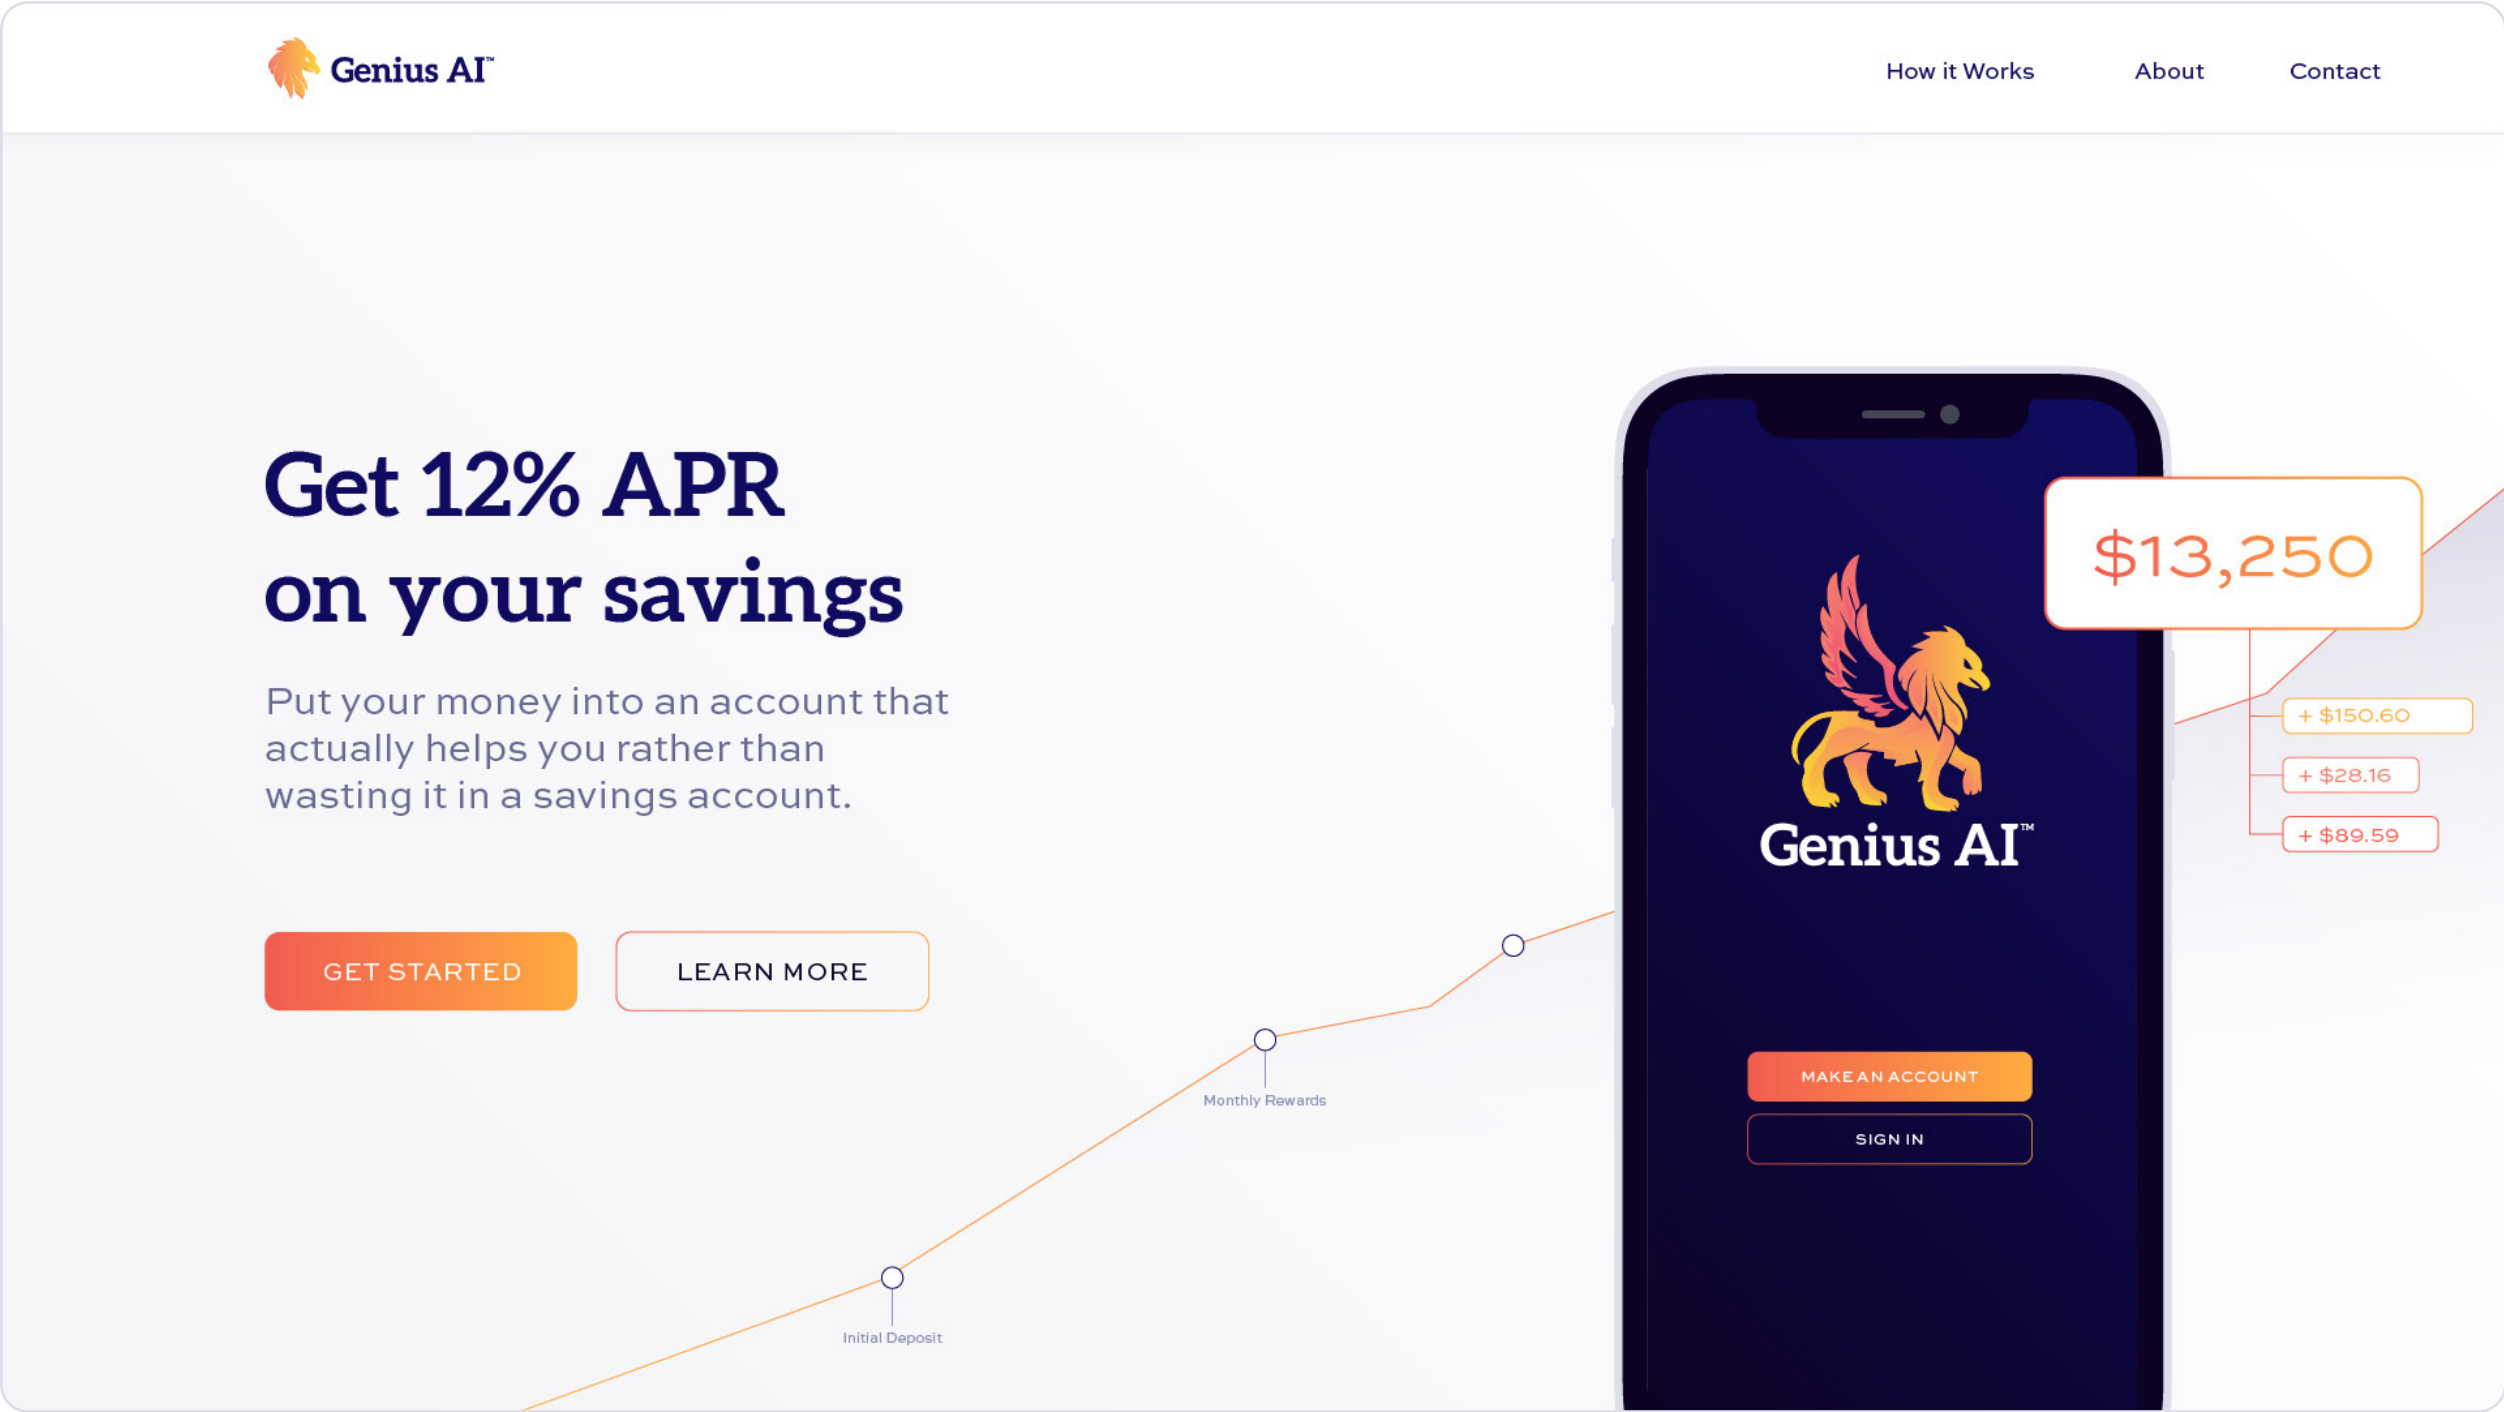 Genius AI™
How it Works
About
Contact
Get 12% APR
on your savings
Put your money into an account that
actually helps you rather than
wasting it in a savings account.
GET STARTED
LEARN MORE
Initial Deposit
Monthly Rewards
$13,250
+ $150.60
+ $28.16
+ $89.59
Genius AI™
MAKE AN ACCOUNT
SIGN IN